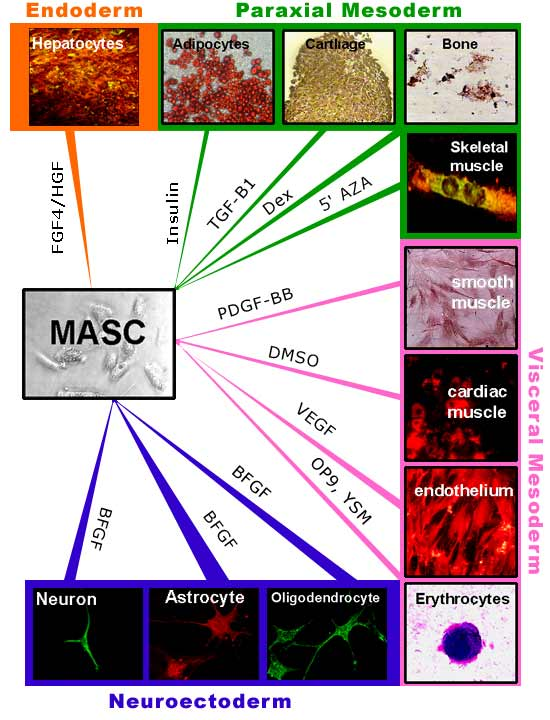 Endoderm
Paraxial Mesoderm
Hepatocytes
Adipocytes
Cartliage
Bone
Skeletal
muscle
FGF4/HGF
Insulin
TGF-B1
Dex
5' AZA
MASC
PDGF-BB
smooth
muscle
DMSO
cardiac
muscle
VEGF
endothelium
OP9, YSM
Visceral Mesoderm
BFGF
BFGF
BFGF
Neuron
Astrocyte
Oligodendrocyte
Erythrocytes
Neuroectoderm